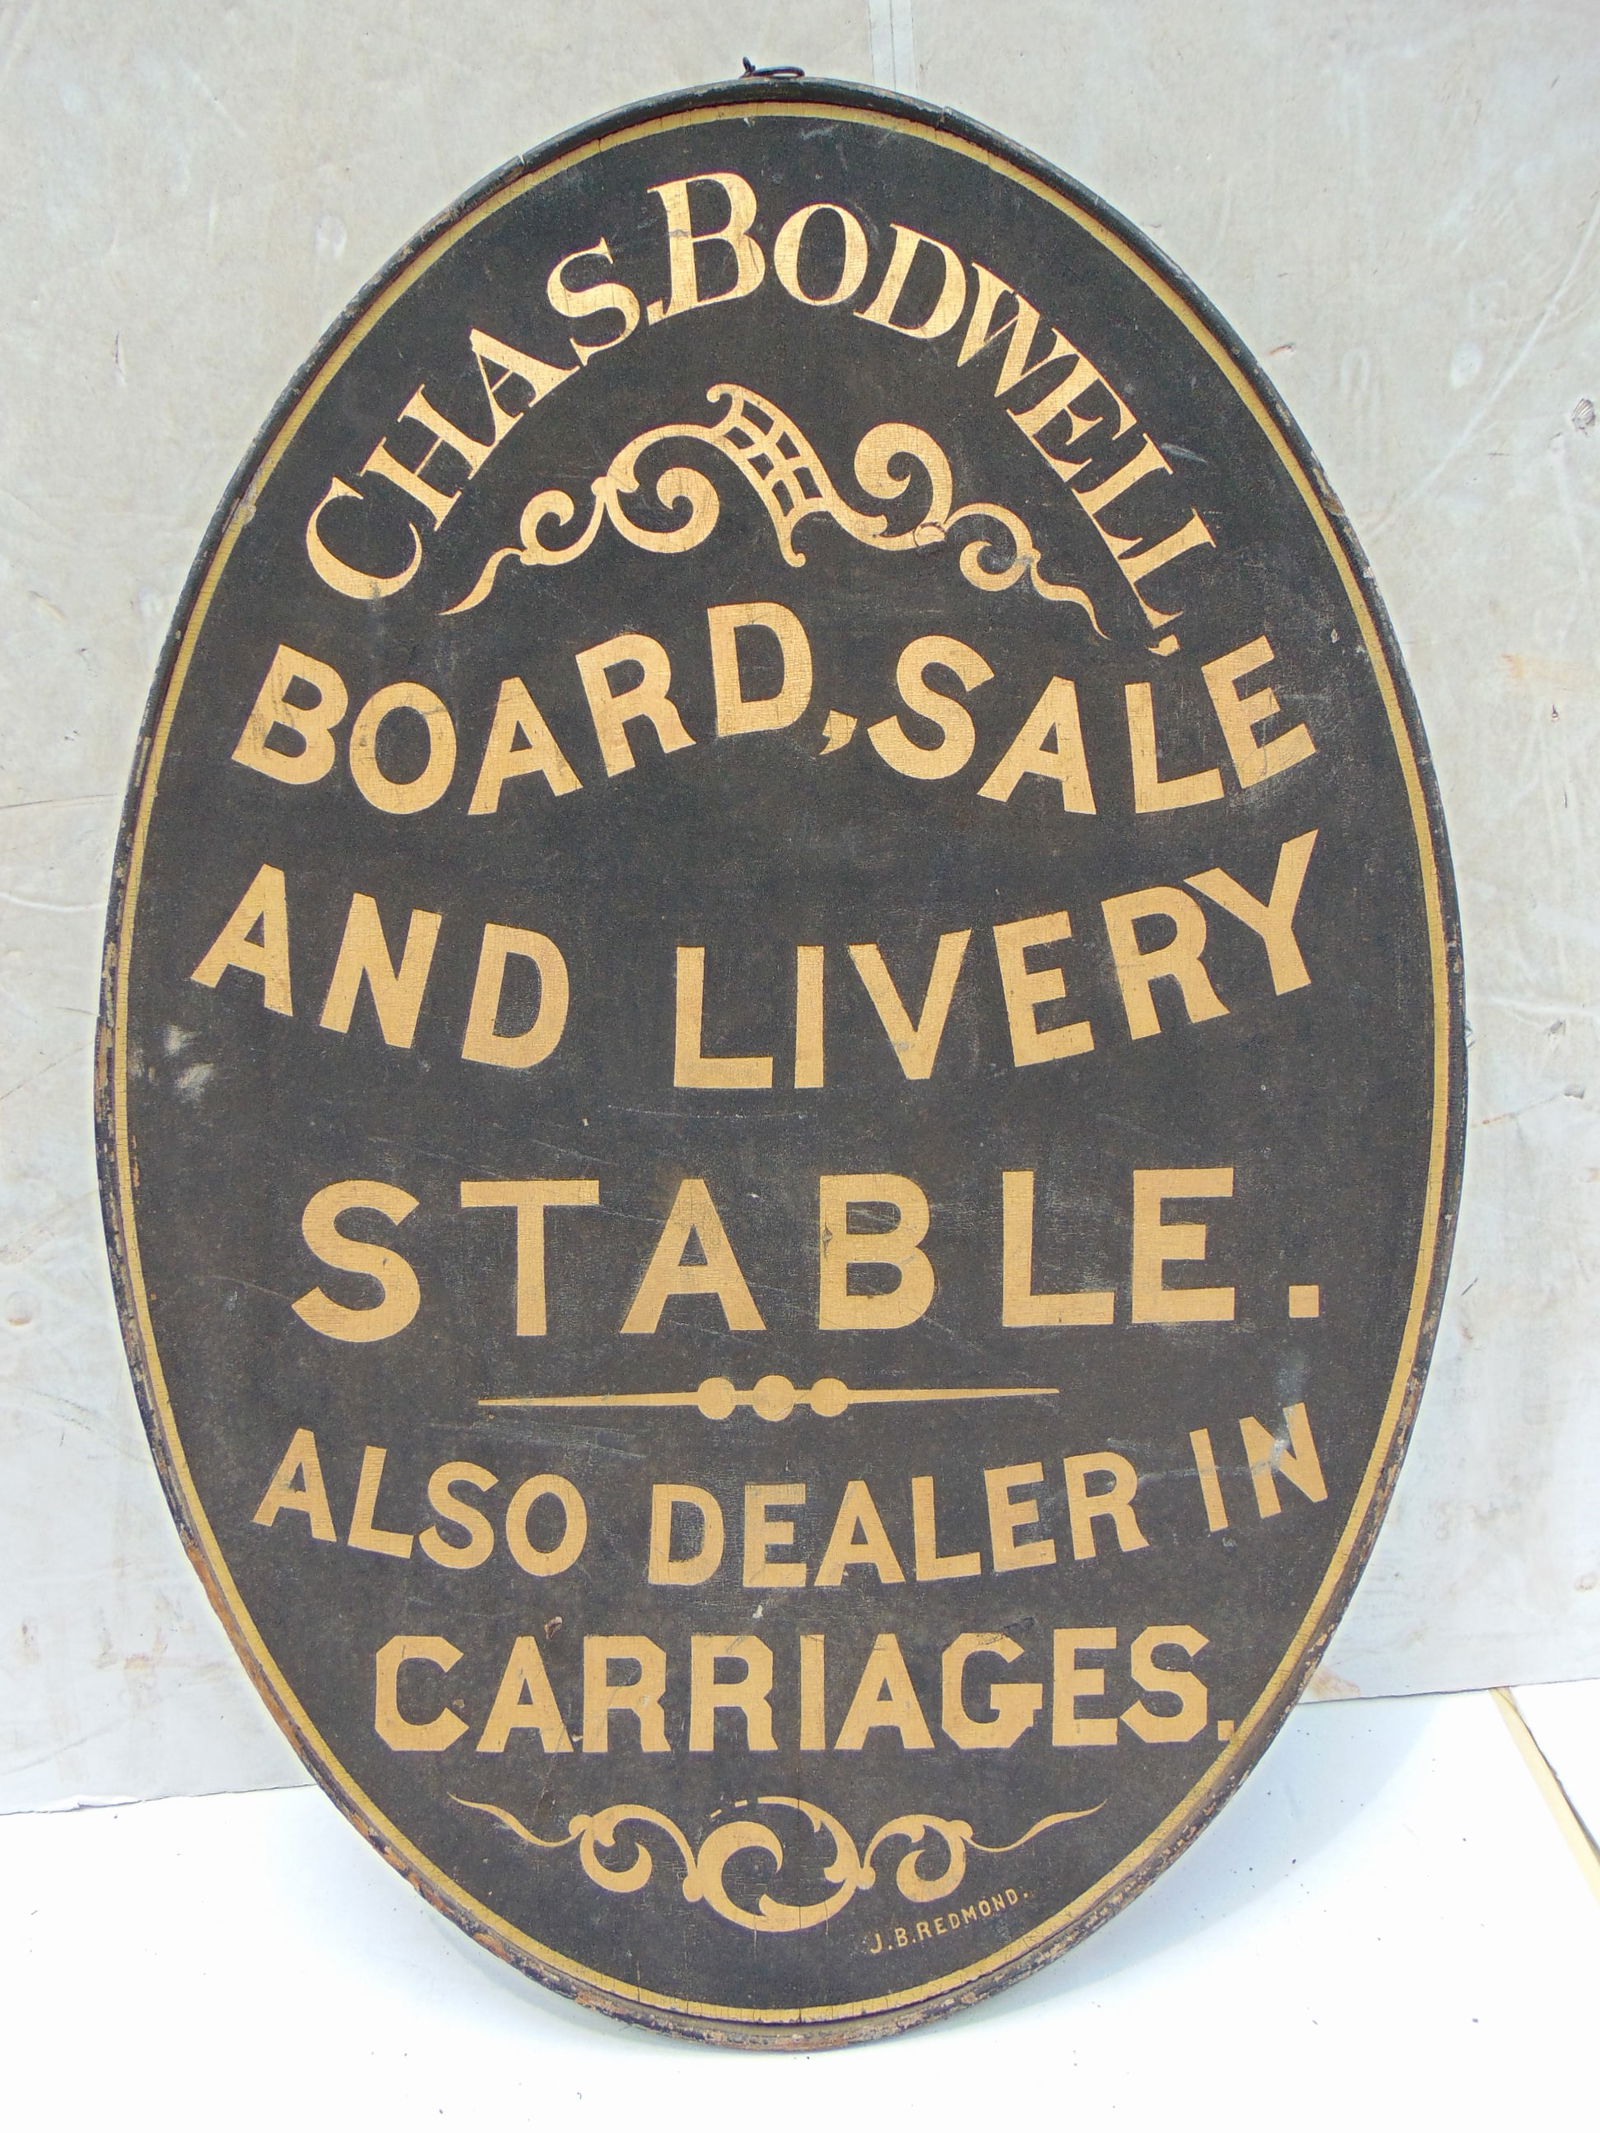 CHAS. BODWELL,
BOARD, SALE
AND LIVERY
STABLE.
ALSO DEALER IN
CARRIAGES.
J.B.REDMOND.